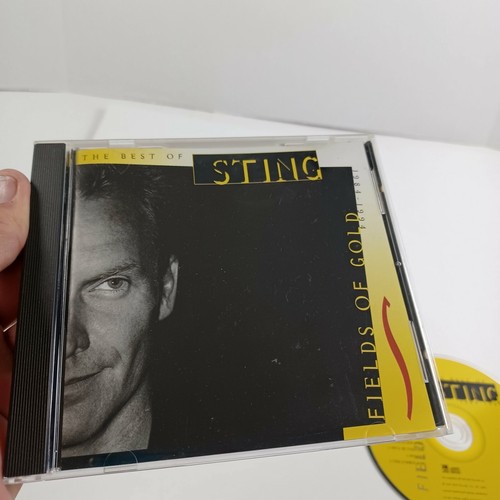 THE BEST OF
STING
1984-1994
FIELDS OF GOLD
STING